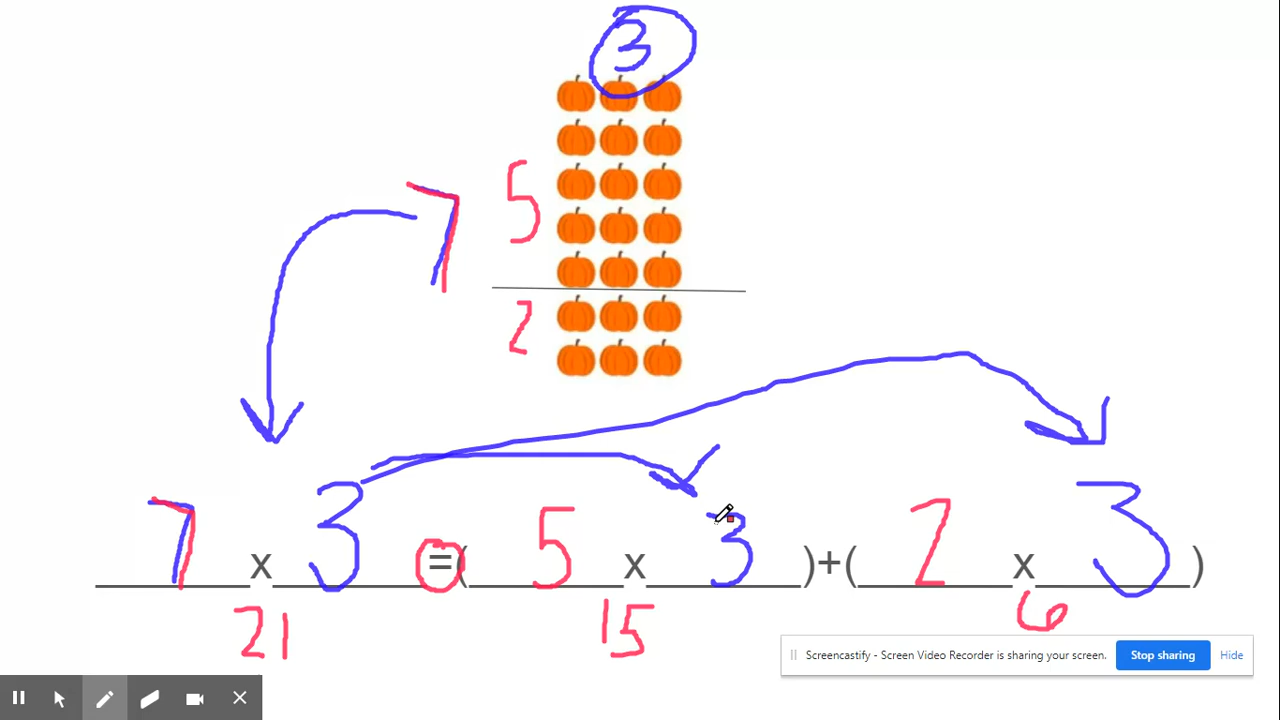 3
7
5
2
7 x 3 = ( 5 x 3 ) + ( 2 x 3 )
21 15 6
Screencastify - Screen Video Recorder is sharing your screen. Stop sharing Hide